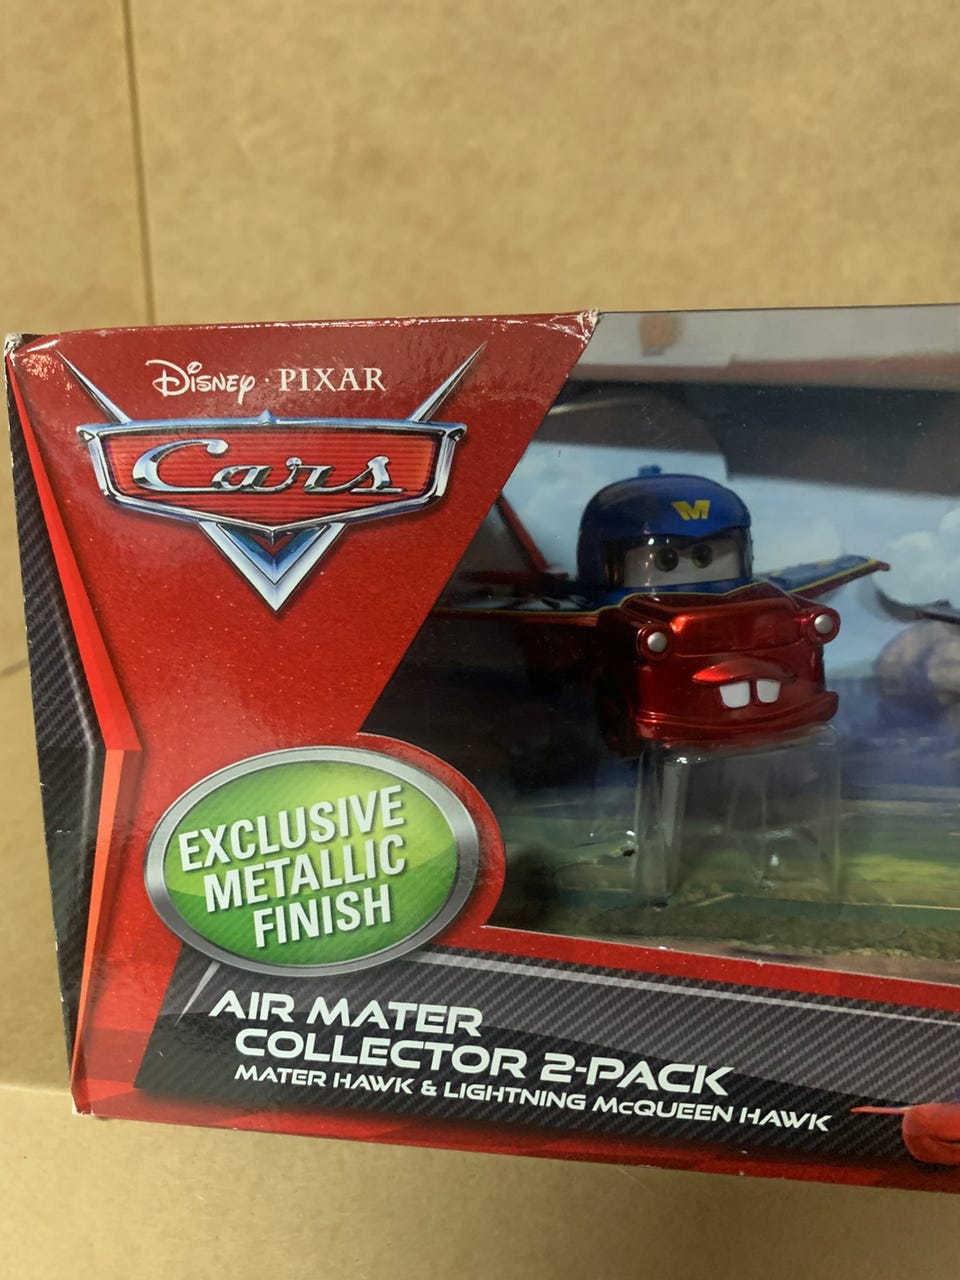 Disney · PIXAR
Cars
M
EXCLUSIVE
METALLIC
FINISH
AIR MATER
COLLECTOR 2-PACK
MATER HAWK & LIGHTNING McQUEEN HAWK